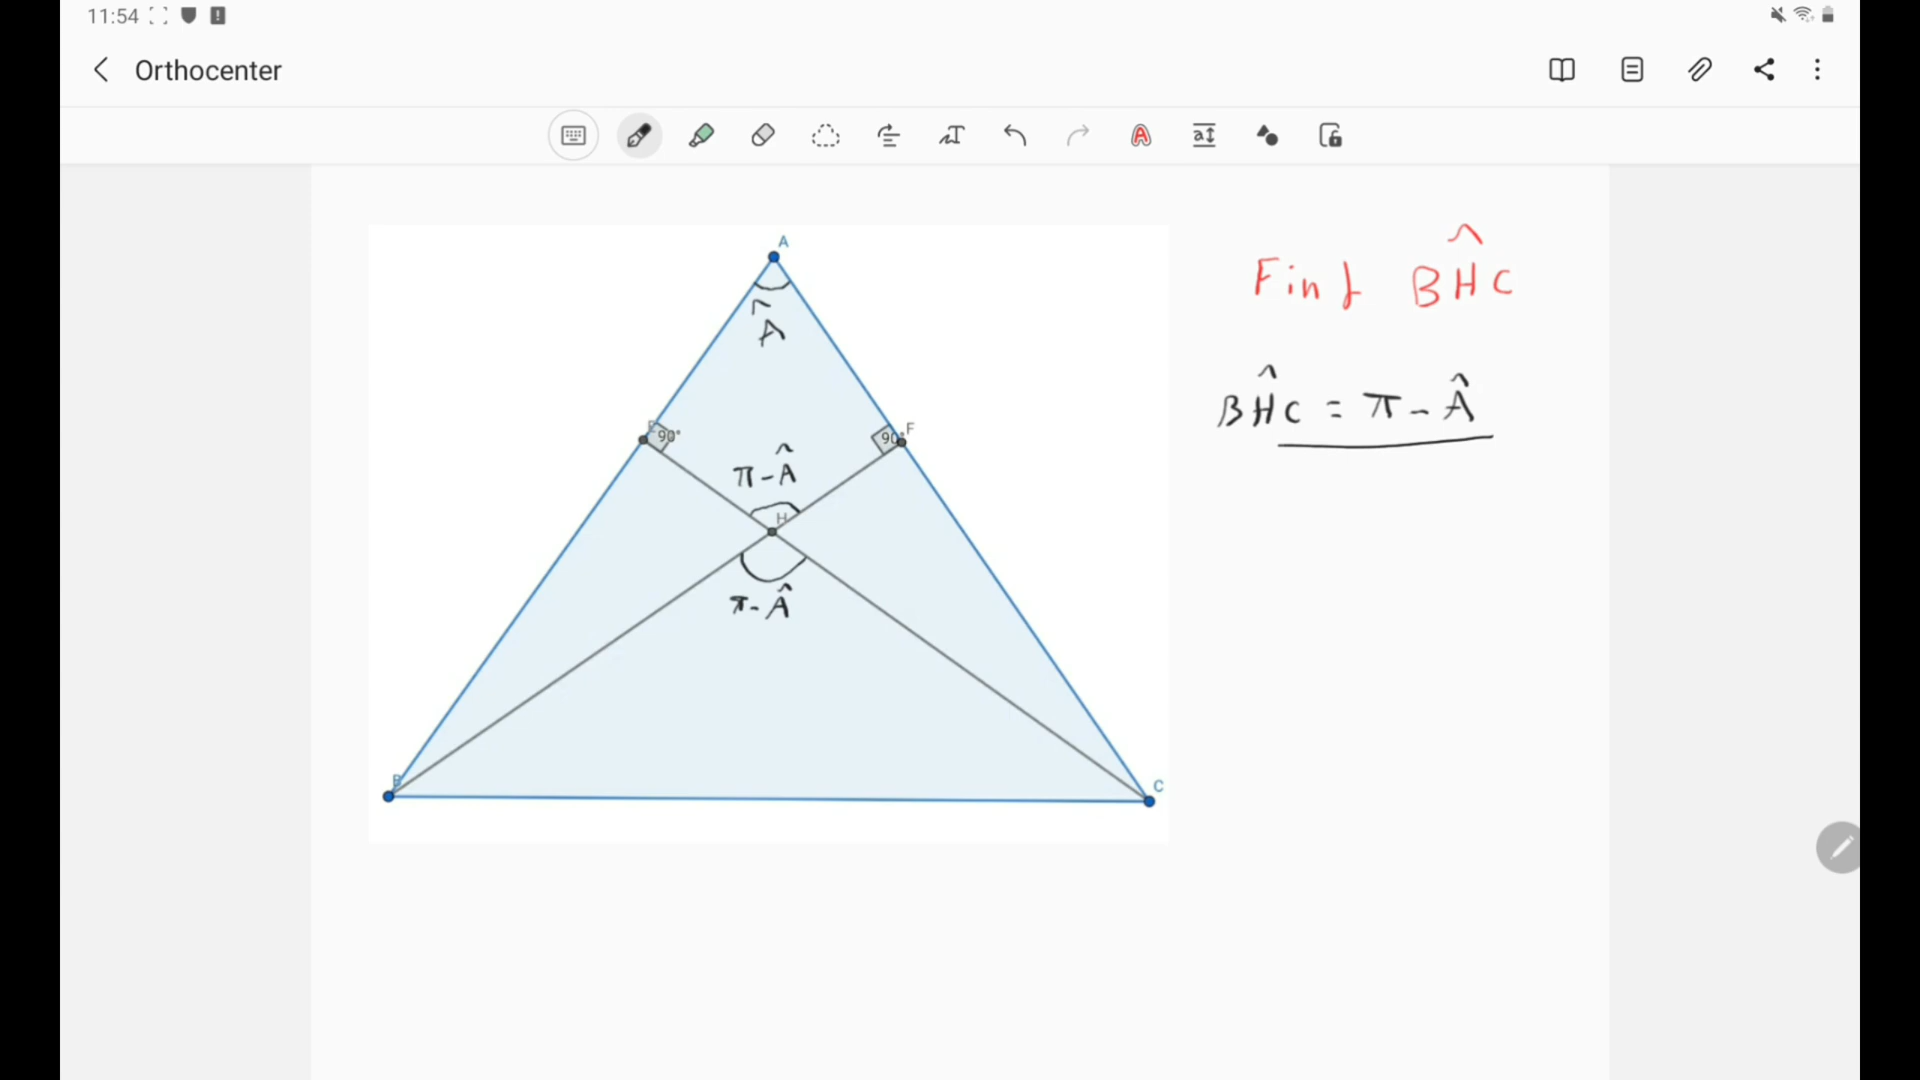 11:54
Orthocenter
A
Find BĤC
Â
BĤC = π - Â
E 90°
90° F
π - Â
H
π - Â
B
C